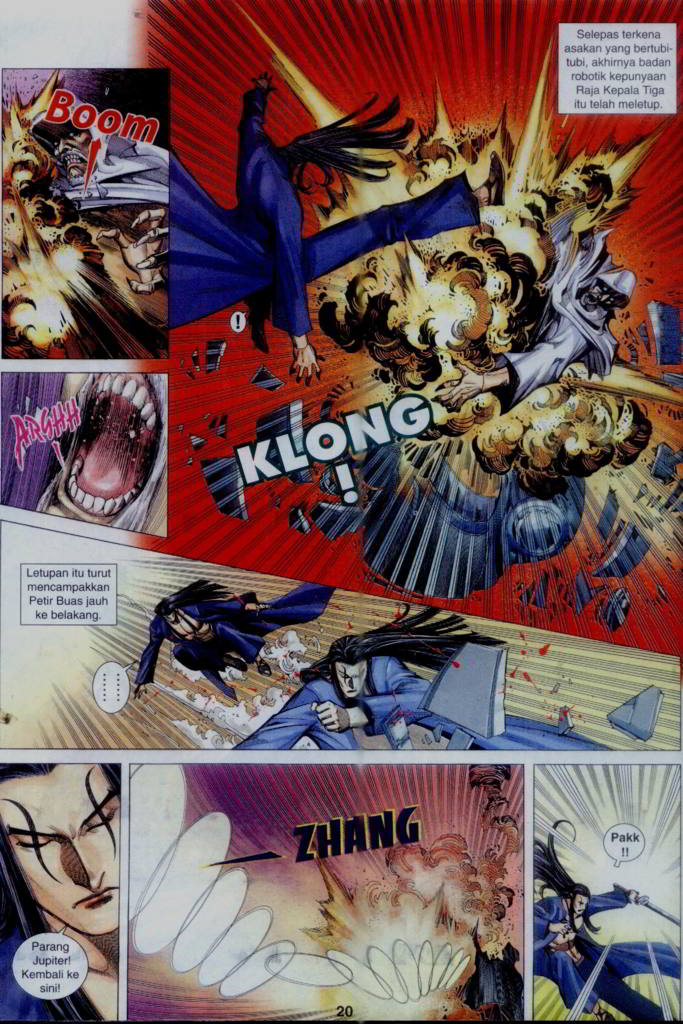 Selepas terkena
asakan yang bertubi-
tubi, akhirnya badan
robotik kepunyaan
Raja Kepala Tiga
itu telah meletup.
Boom
!
KLONG
!
ARGHH
Letupan itu turut
mencampakkan
Petir Buas jauh
ke belakang.
......
Parang
Jupiter!
Kembali ke
sini!
ZHANG
Pakk
!!
20